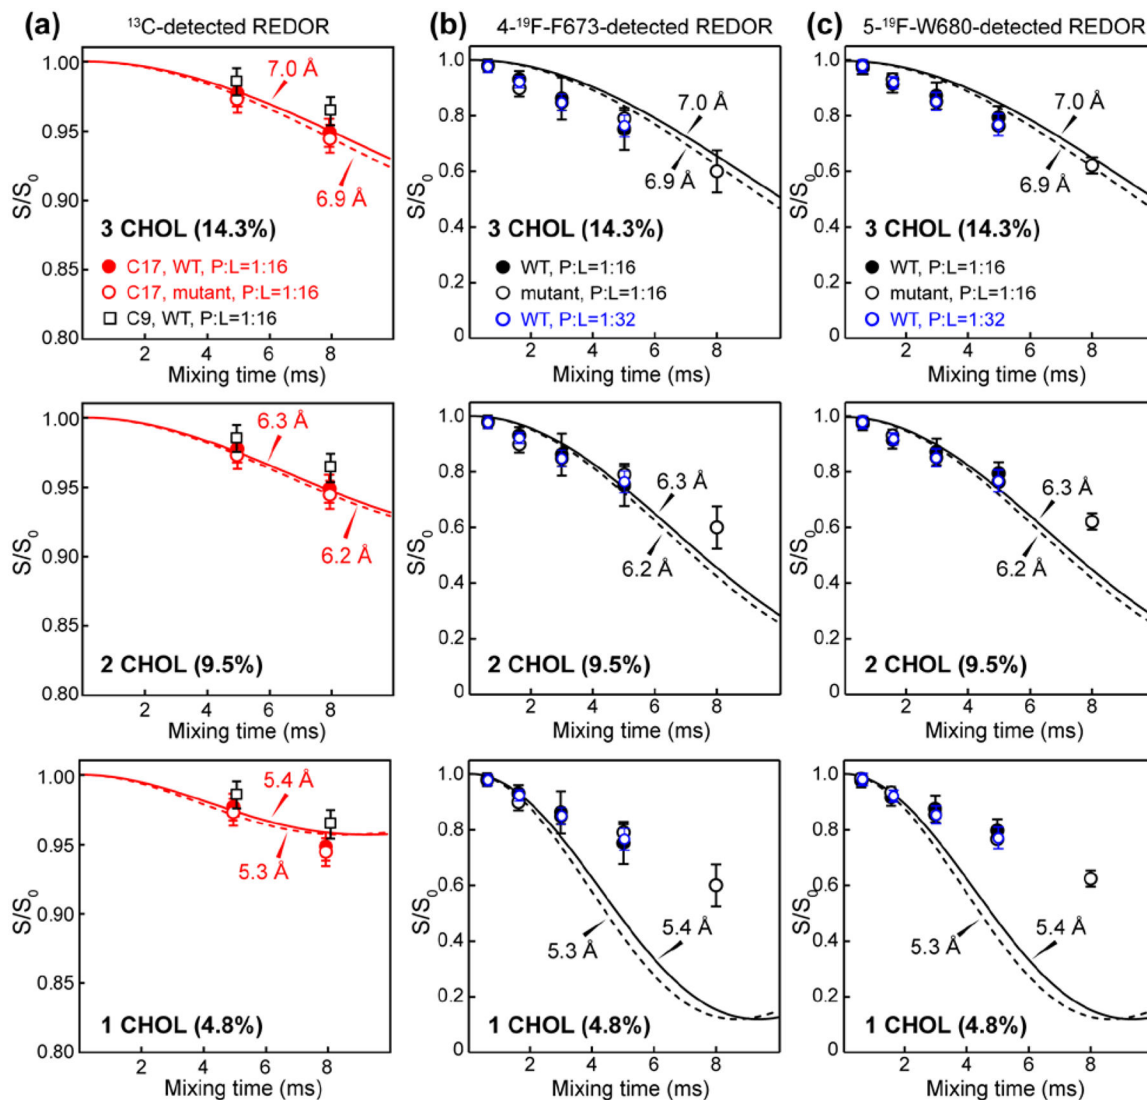 (a) ¹³C-detected REDOR
(b) 4-¹⁹F-F673-detected REDOR
(c) 5-¹⁹F-W680-detected REDOR
1.00
0.95
0.90
0.85
0.80
S/S₀
7.0 Å
6.9 Å
3 CHOL (14.3%)
C17, WT, P:L=1:16
C17, mutant, P:L=1:16
C9, WT, P:L=1:16
2 4 6 8
Mixing time (ms)
1.0
0.8
0.6
0.4
0.2
0
S/S₀
7.0 Å
6.9 Å
3 CHOL (14.3%)
WT, P:L=1:16
mutant, P:L=1:16
WT, P:L=1:32
2 4 6 8
Mixing time (ms)
1.0
0.8
0.6
0.4
0.2
0
S/S₀
7.0 Å
6.9 Å
3 CHOL (14.3%)
WT, P:L=1:16
mutant, P:L=1:16
WT, P:L=1:32
2 4 6 8
Mixing time (ms)
1.00
0.95
0.90
0.85
0.80
S/S₀
6.3 Å
6.2 Å
2 CHOL (9.5%)
2 4 6 8
Mixing time (ms)
1.0
0.8
0.6
0.4
0.2
0
S/S₀
6.3 Å
6.2 Å
2 CHOL (9.5%)
2 4 6 8
Mixing time (ms)
1.0
0.8
0.6
0.4
0.2
0
S/S₀
6.3 Å
6.2 Å
2 CHOL (9.5%)
2 4 6 8
Mixing time (ms)
1.00
0.95
0.90
0.85
0.80
S/S₀
5.4 Å
5.3 Å
1 CHOL (4.8%)
2 4 6 8
Mixing time (ms)
1.0
0.8
0.6
0.4
0.2
0
S/S₀
5.4 Å
5.3 Å
1 CHOL (4.8%)
2 4 6 8
Mixing time (ms)
1.0
0.8
0.6
0.4
0.2
0
S/S₀
5.4 Å
5.3 Å
1 CHOL (4.8%)
2 4 6 8
Mixing time (ms)